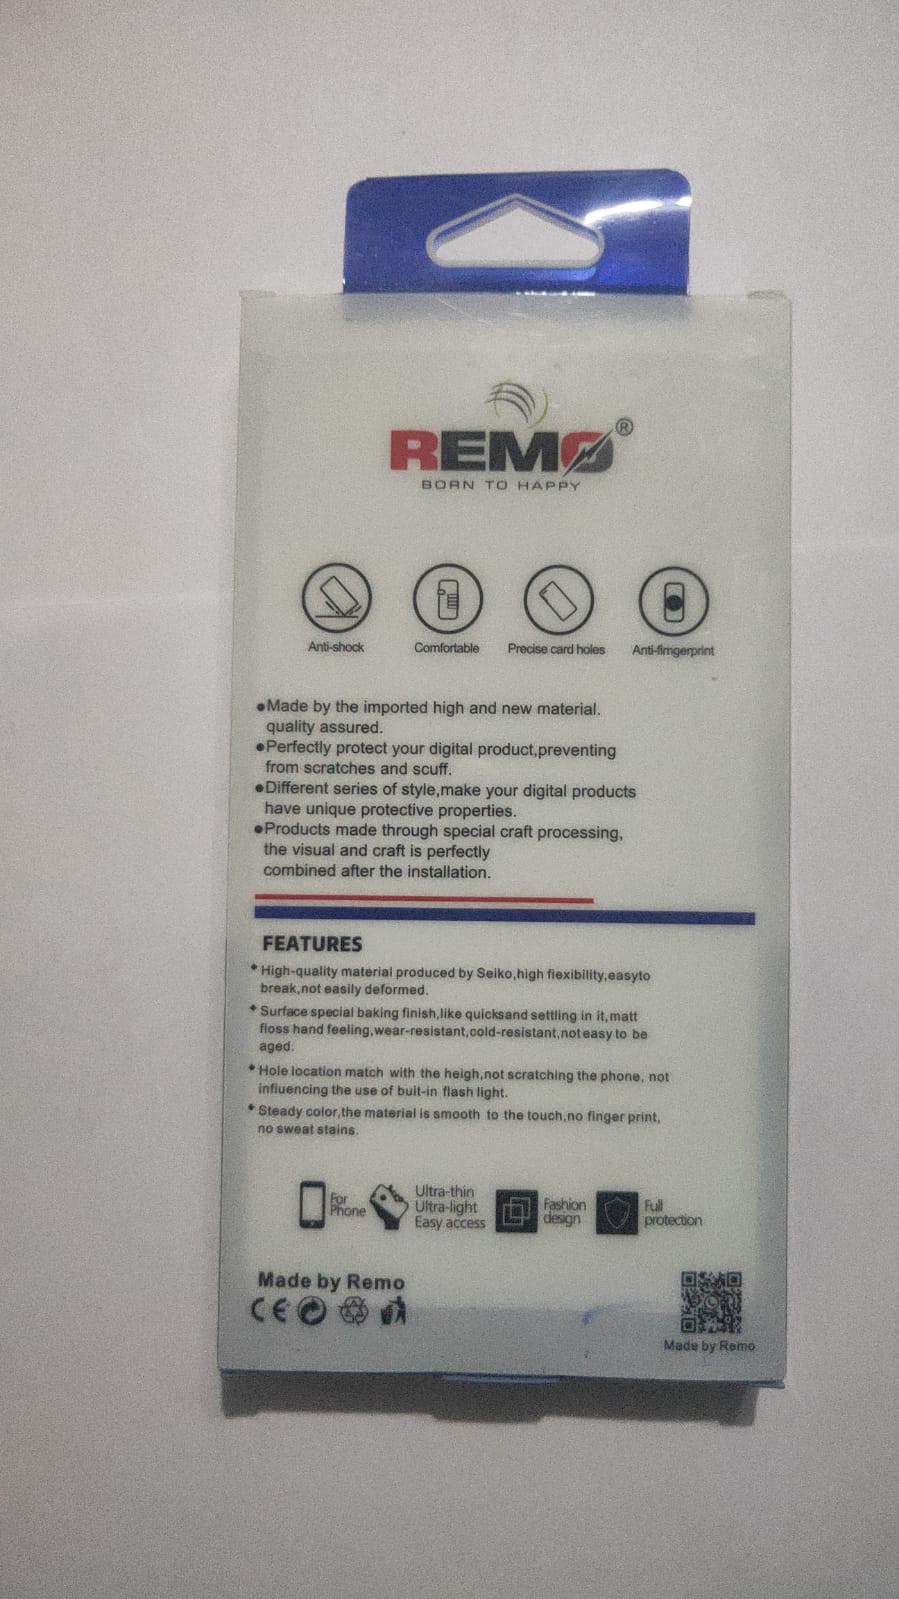 REMO®
BORN TO HAPPY
Anti-shock
Comfortable
Precise card holes
Anti-fimgerprint
●Made by the imported high and new material.
quality assured.
●Perfectly protect your digital product,preventing
from scratches and scuff.
●Different series of style,make your digital products
have unique protective properties.
●Products made through special craft processing,
the visual and craft is perfectly
combined after the installation.
FEATURES
* High-quality material produced by Seiko,high flexibility,easyto
break,not easily deformed.
* Surface special baking finish,like quicksand settling in it,matt
floss hand feeling,wear-resistant,cold-resistant,not easy to be
aged.
* Hole location match with the heigh,not scratching the phone, not
influencing the use of buit-in flash light.
* Steady color,the material is smooth to the touch,no finger print,
no sweat stains.
For
Phone
Ultra-thin
Ultra-light
Easy access
Fashion
design
Full
protection
Made by Remo
CE
Made by Remo